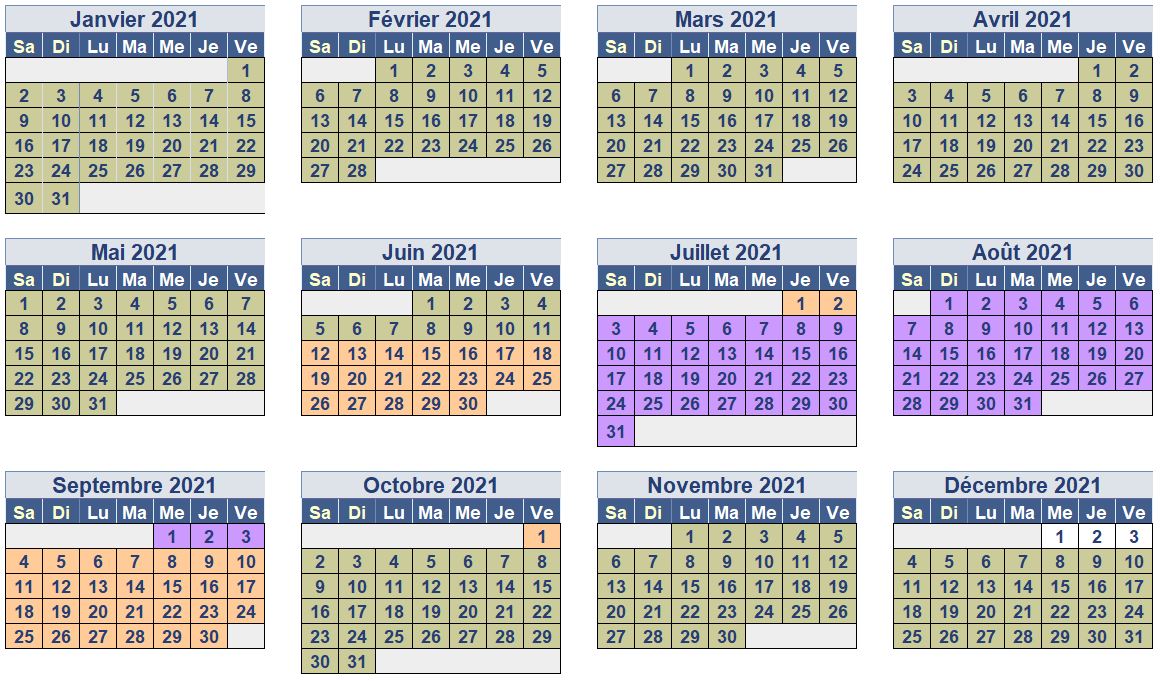 Janvier 2021
Sa Di Lu Ma Me Je Ve
1
2 3 4 5 6 7 8
9 10 11 12 13 14 15
16 17 18 19 20 21 22
23 24 25 26 27 28 29
30 31
Février 2021
Sa Di Lu Ma Me Je Ve
1 2 3 4 5
6 7 8 9 10 11 12
13 14 15 16 17 18 19
20 21 22 23 24 25 26
27 28
Mars 2021
Sa Di Lu Ma Me Je Ve
1 2 3 4 5
6 7 8 9 10 11 12
13 14 15 16 17 18 19
20 21 22 23 24 25 26
27 28 29 30 31
Avril 2021
Sa Di Lu Ma Me Je Ve
1 2
3 4 5 6 7 8 9
10 11 12 13 14 15 16
17 18 19 20 21 22 23
24 25 26 27 28 29 30
Mai 2021
Sa Di Lu Ma Me Je Ve
1 2 3 4 5 6 7
8 9 10 11 12 13 14
15 16 17 18 19 20 21
22 23 24 25 26 27 28
29 30 31
Juin 2021
Sa Di Lu Ma Me Je Ve
1 2 3 4
5 6 7 8 9 10 11
12 13 14 15 16 17 18
19 20 21 22 23 24 25
26 27 28 29 30
Juillet 2021
Sa Di Lu Ma Me Je Ve
1 2
3 4 5 6 7 8 9
10 11 12 13 14 15 16
17 18 19 20 21 22 23
24 25 26 27 28 29 30
31
Août 2021
Sa Di Lu Ma Me Je Ve
1 2 3 4 5 6
7 8 9 10 11 12 13
14 15 16 17 18 19 20
21 22 23 24 25 26 27
28 29 30 31
Septembre 2021
Sa Di Lu Ma Me Je Ve
1 2 3
4 5 6 7 8 9 10
11 12 13 14 15 16 17
18 19 20 21 22 23 24
25 26 27 28 29 30
Octobre 2021
Sa Di Lu Ma Me Je Ve
1
2 3 4 5 6 7 8
9 10 11 12 13 14 15
16 17 18 19 20 21 22
23 24 25 26 27 28 29
30 31
Novembre 2021
Sa Di Lu Ma Me Je Ve
1 2 3 4 5
6 7 8 9 10 11 12
13 14 15 16 17 18 19
20 21 22 23 24 25 26
27 28 29 30
Décembre 2021
Sa Di Lu Ma Me Je Ve
1 2 3
4 5 6 7 8 9 10
11 12 13 14 15 16 17
18 19 20 21 22 23 24
25 26 27 28 29 30 31